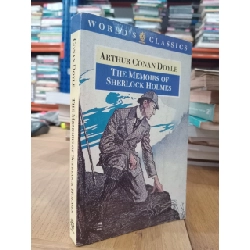 WORLD'S CLASSICS
ARTHUR CONAN DOYLE
THE MEMOIRS OF
SHERLOCK HOLMES
CONAN DOYLE
THE MEMOIRS OF SHERLOCK HOLMES